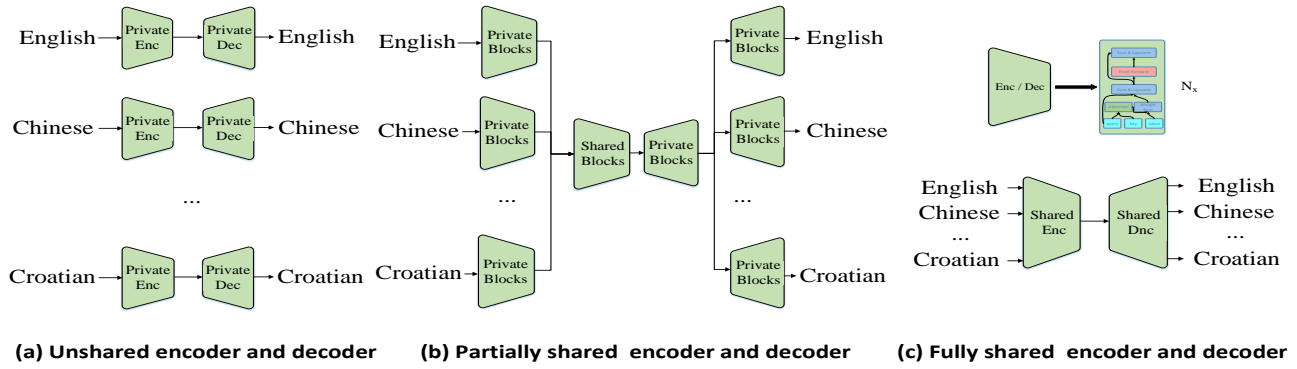 English
Private
Enc
Private
Dec
English
Chinese
Private
Enc
Private
Dec
Chinese
...
Croatian
Private
Enc
Private
Dec
Croatian
(a) Unshared encoder and decoder
English
Private
Blocks
Chinese
Private
Blocks
...
Croatian
Private
Blocks
Shared
Blocks
Private
Blocks
Private
Blocks
English
Private
Blocks
Chinese
...
Private
Blocks
Croatian
(b) Partially shared encoder and decoder
Enc / Dec
Nx
English
Chinese
...
Croatian
Shared
Enc
Shared
Dnc
English
Chinese
...
Croatian
(c) Fully shared encoder and decoder